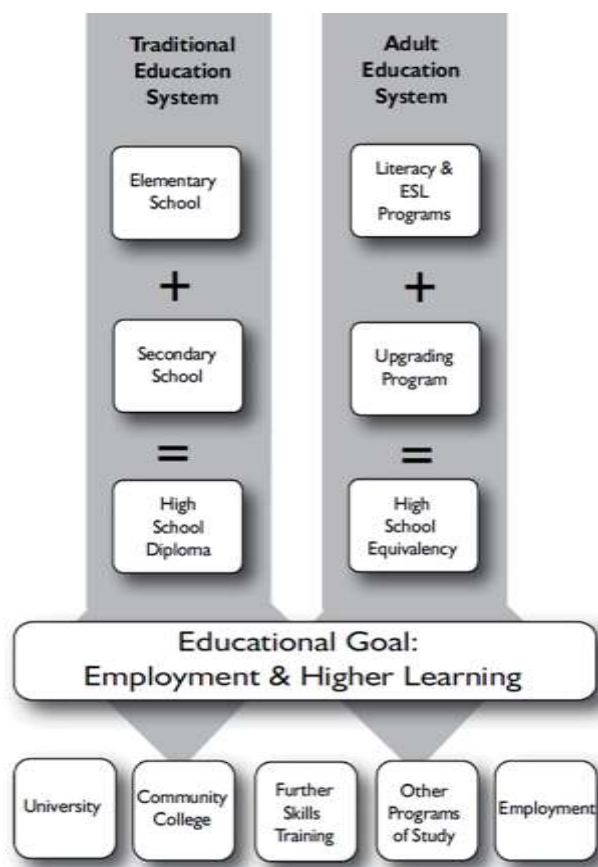 Traditional
Education
System
Elementary
School
+
Secondary
School
=
High
School
Diploma
Adult
Education
System
Literacy &
ESL
Programs
+
Upgrading
Program
=
High
School
Equivalency
Educational Goal:
Employment & Higher Learning
University
Community
College
Further
Skills
Training
Other
Programs
of Study
Employment